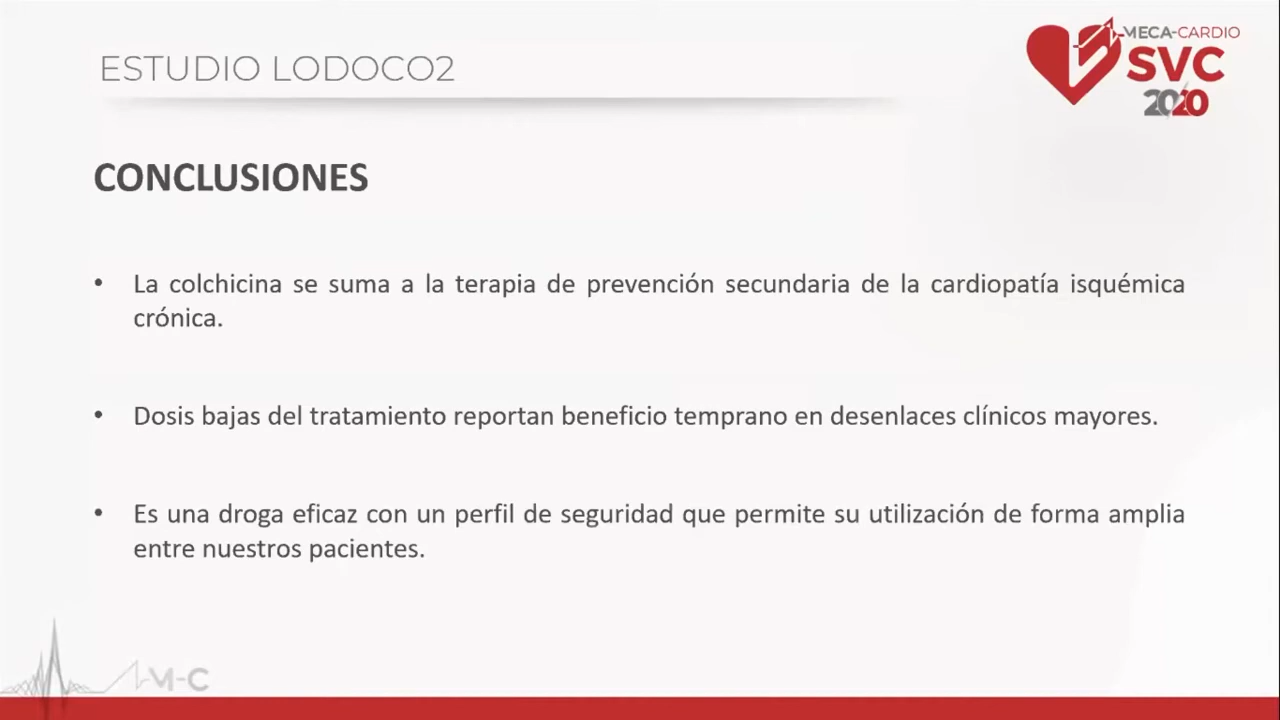 ESTUDIO LODOCO2
MECA-CARDIO
SVC
2020
CONCLUSIONES
• La colchicina se suma a la terapia de prevención secundaria de la cardiopatía isquémica
crónica.
• Dosis bajas del tratamiento reportan beneficio temprano en desenlaces clínicos mayores.
• Es una droga eficaz con un perfil de seguridad que permite su utilización de forma amplia
entre nuestros pacientes.
M-C